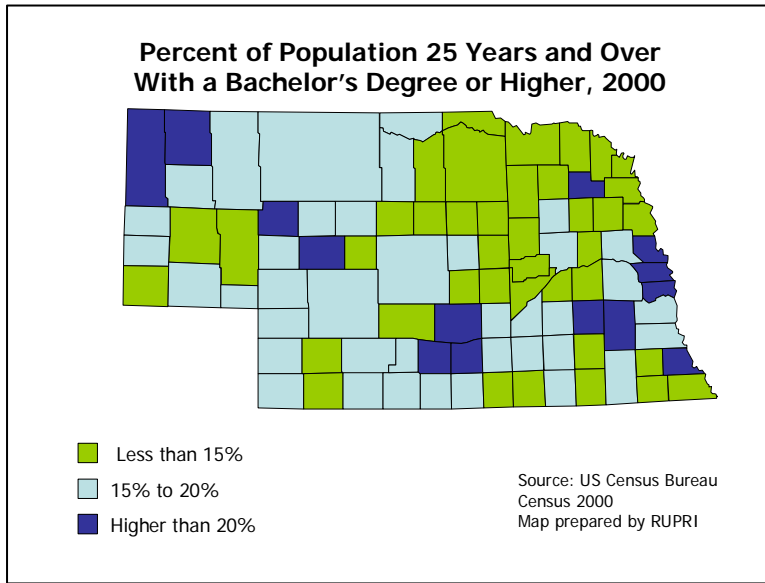 Percent of Population 25 Years and Over
With a Bachelor's Degree or Higher, 2000
Less than 15%
15% to 20%
Higher than 20%
Source: US Census Bureau
Census 2000
Map prepared by RUPRI